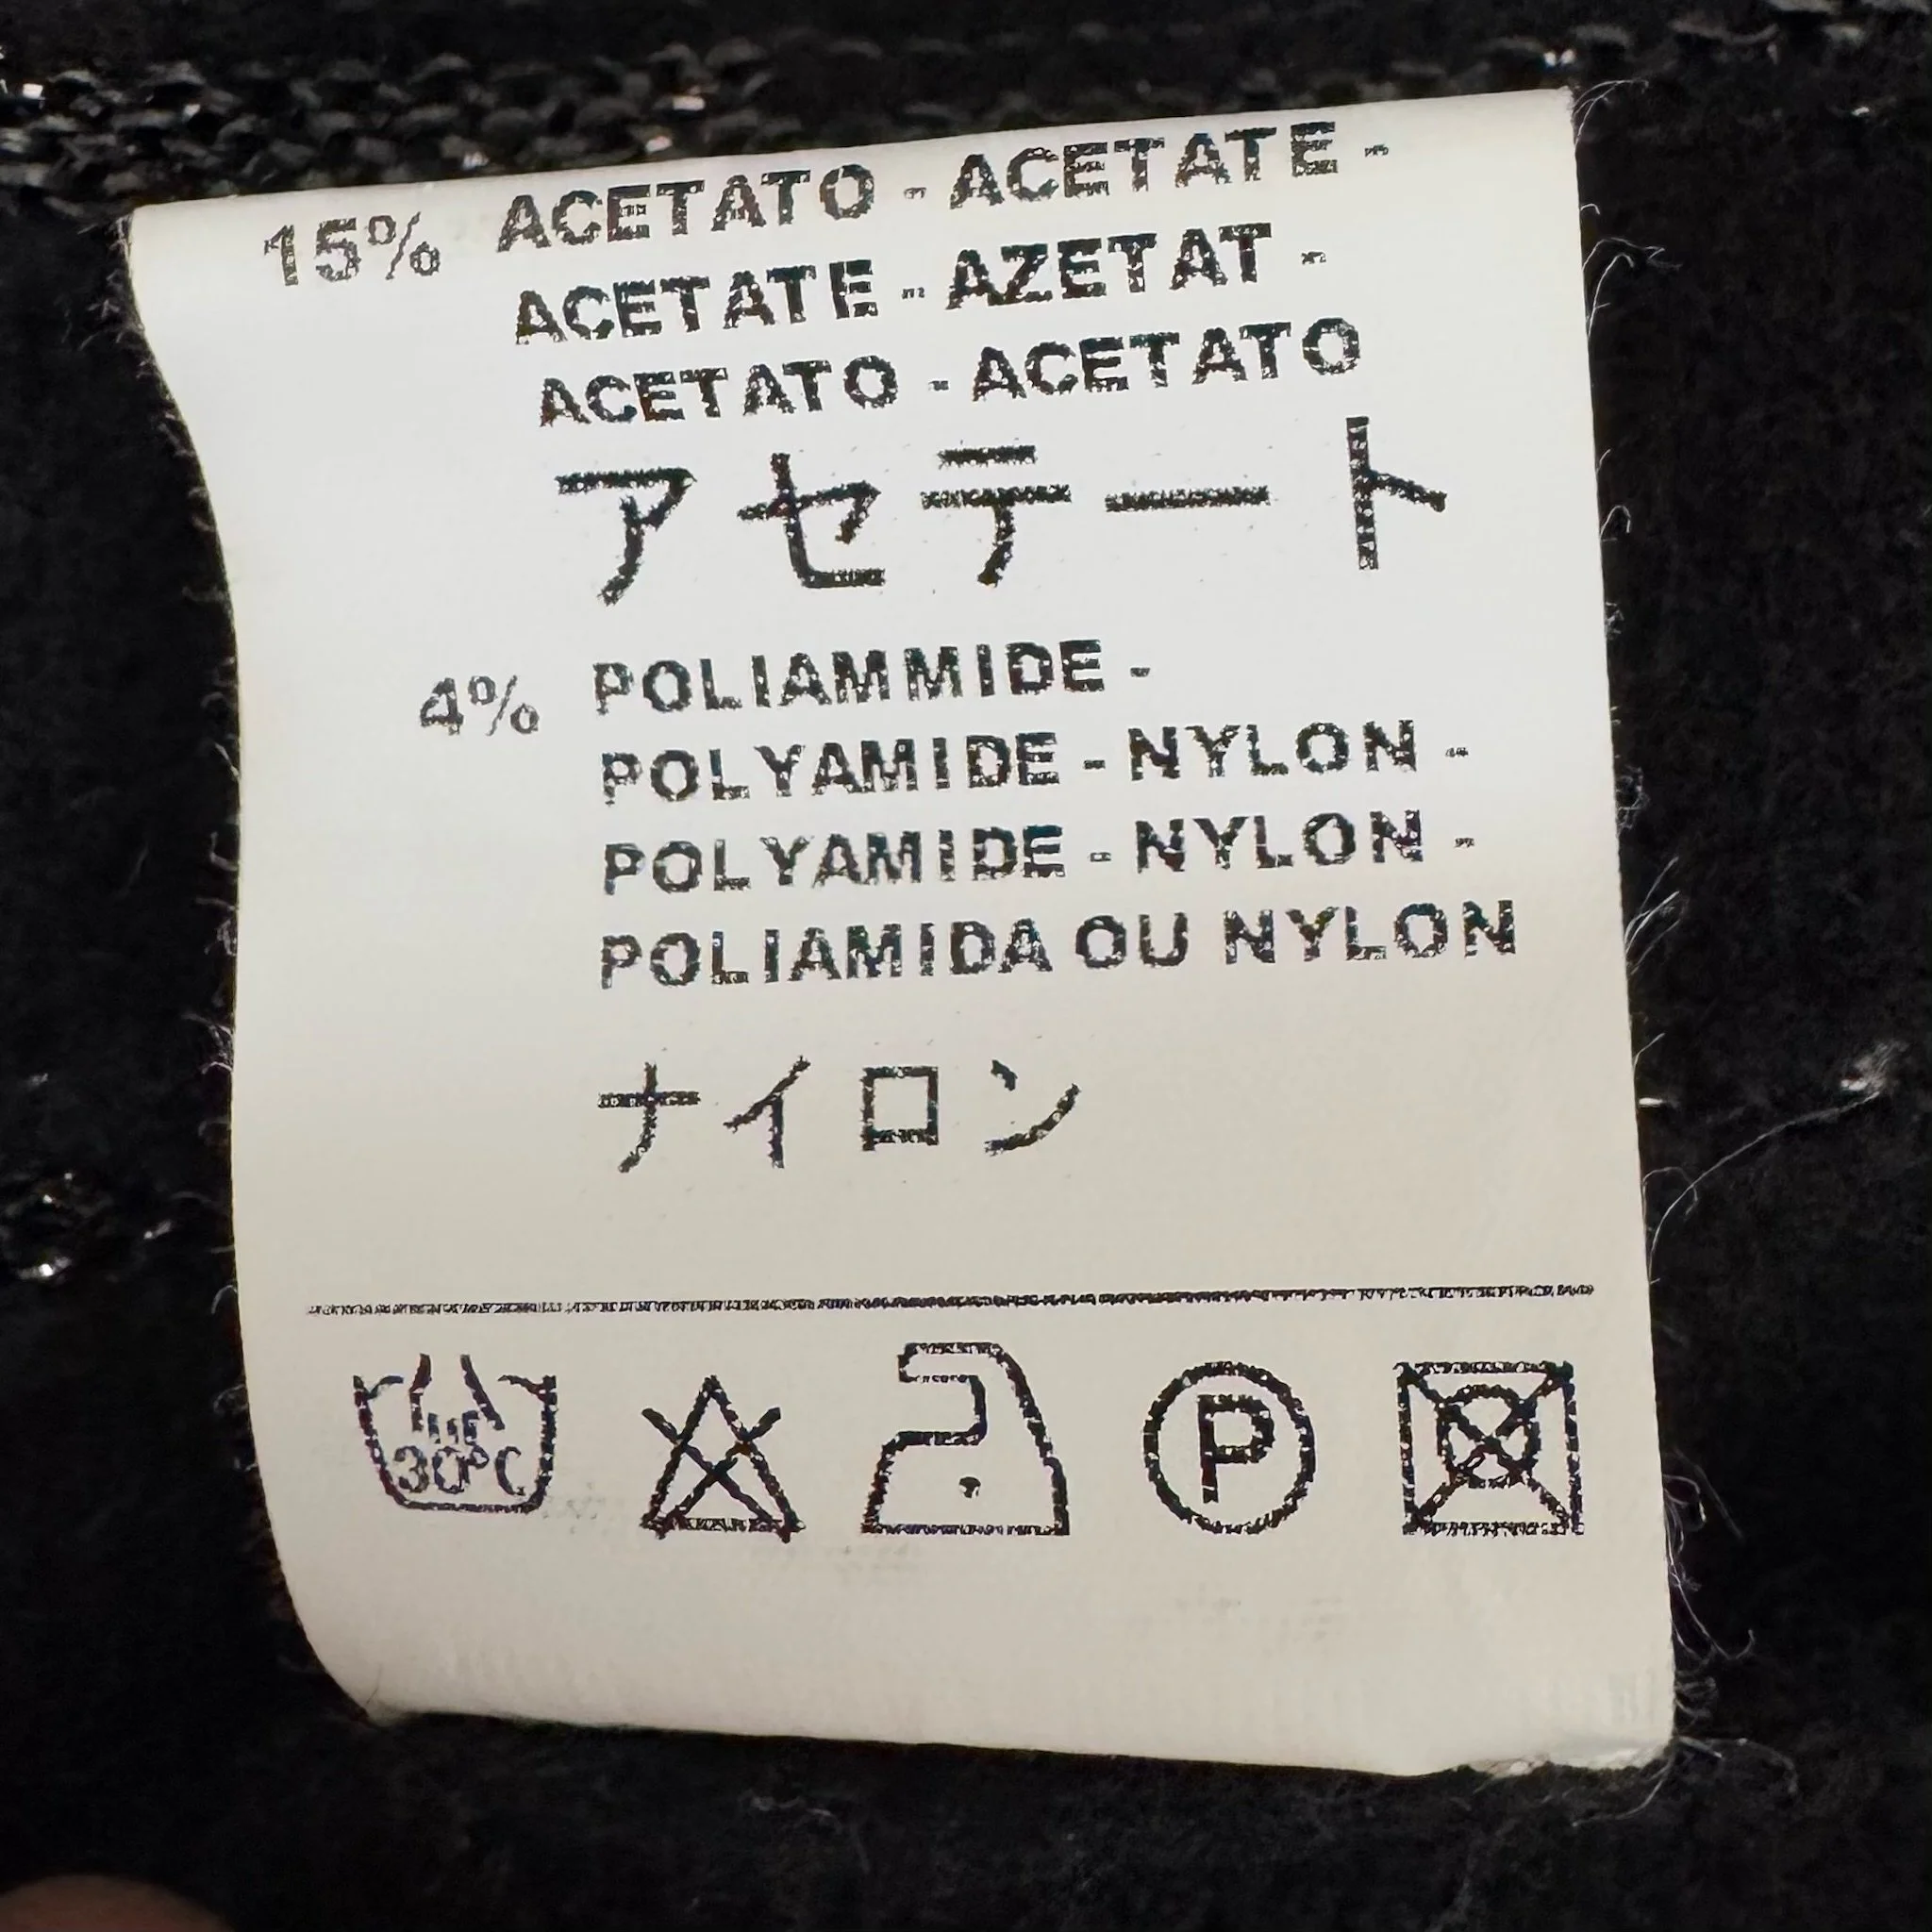 15% ACETATO - ACETATE -
ACETATE - AZETAT -
ACETATO - ACETATO
アセテート
4% POLIAMMIDE -
POLYAMIDE - NYLON -
POLYAMIDE - NYLON -
POLIAMIDA OU NYLON
ナイロン
30°C
P